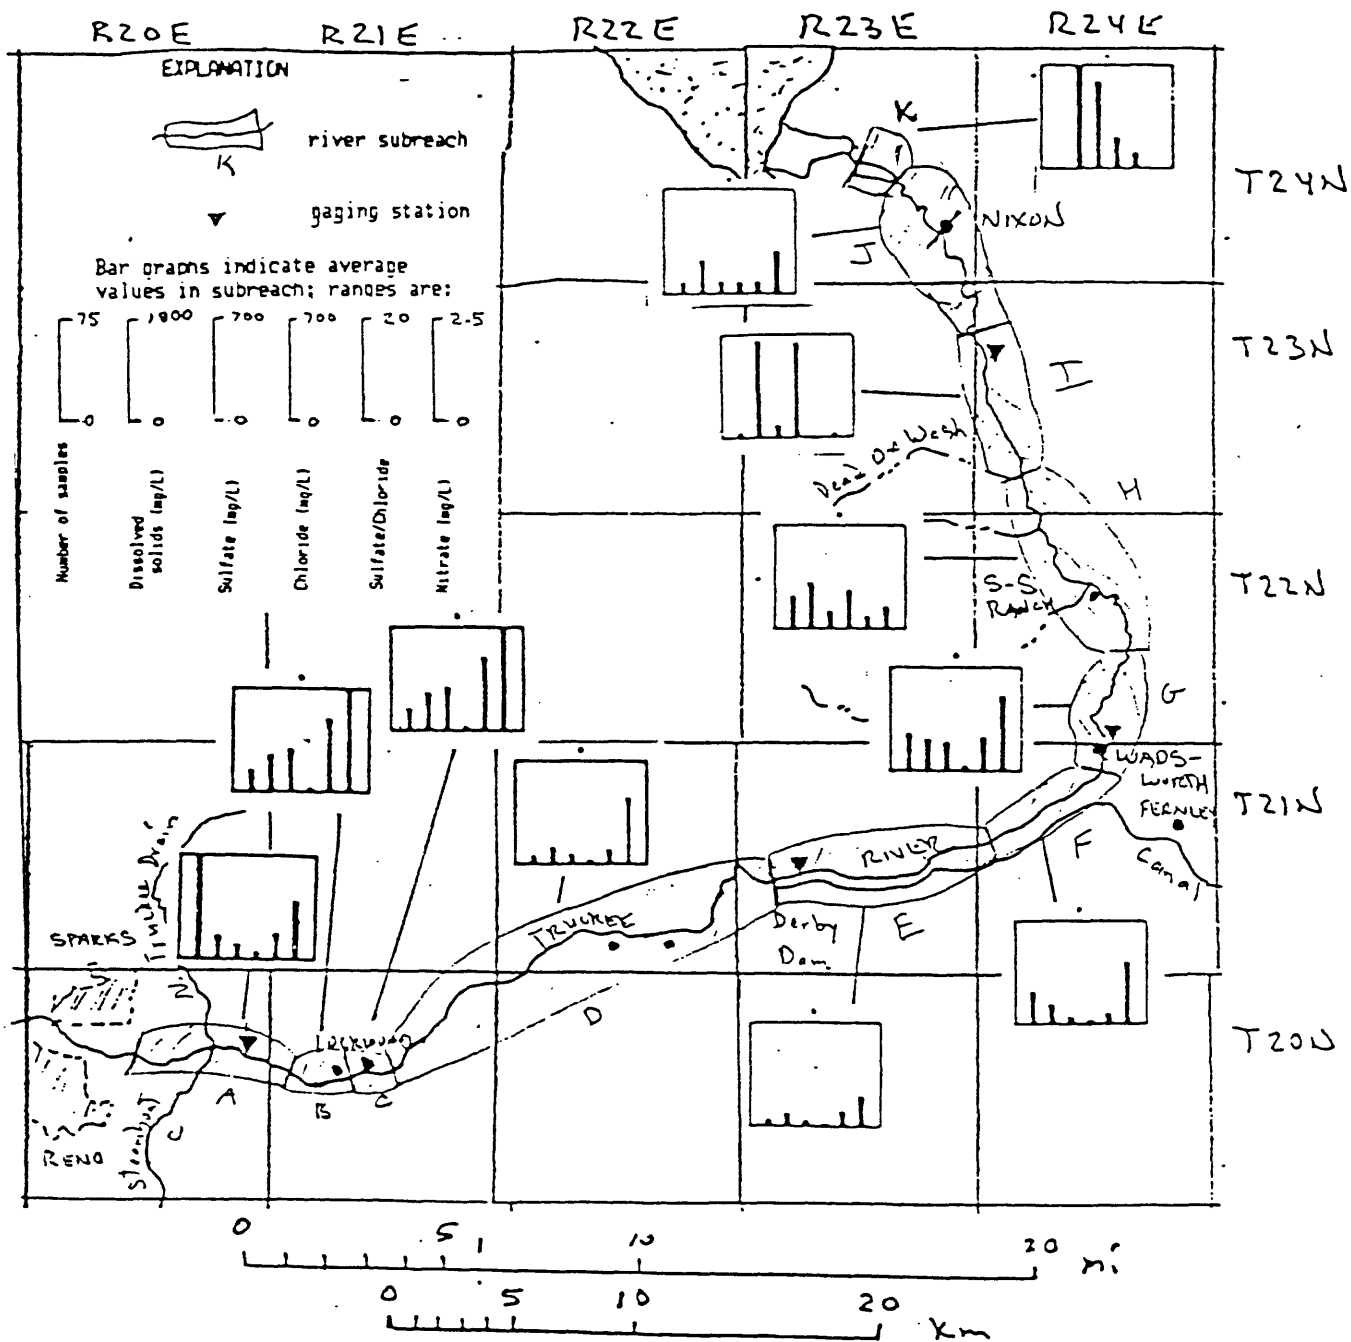 R20E R21E R22E R23E R24E
EXPLANATION
river subreach
K
gaging station
Bar graphs indicate average
values in subreach; ranges are:
75 1800 700 700 20 2.5
0 0 0 0 0 0
Number of samples
Dissolved
solids (mg/L)
Sulfate (mg/L)
Chloride (mg/L)
Sulfate/Chloride
Nitrate (mg/L)
K
T24N
NIXON
J
T23N
I
Dead Ox Wash
H
T22N
S-S
RANCH
G
WADS-
WORTH
FERNLEY
T21N
F
Canal
RIVER
E
Derby
Dam
TRUCKEE
D
N. Truckee Drain
SPARKS
LOCKWOOD
T20N
A
B
C
Steamboat C
RENO
0 5 10 20 mi
0 5 10 20 km